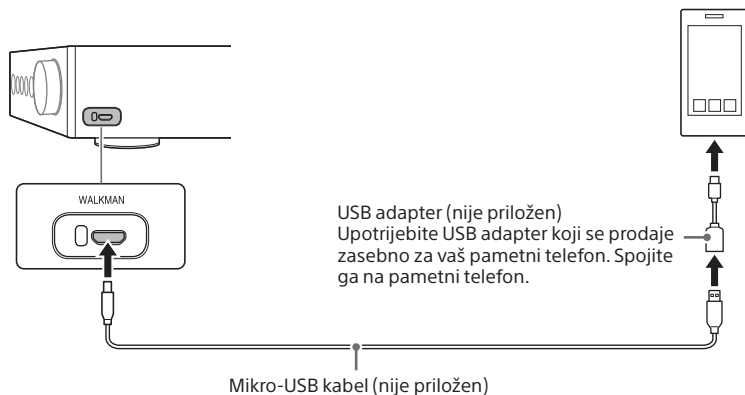 WALKMAN
USB adapter (nije priložen)
Upotrijebite USB adapter koji se prodaje
zasebno za vaš pametni telefon. Spojite
ga na pametni telefon.
Mikro-USB kabel (nije priložen)